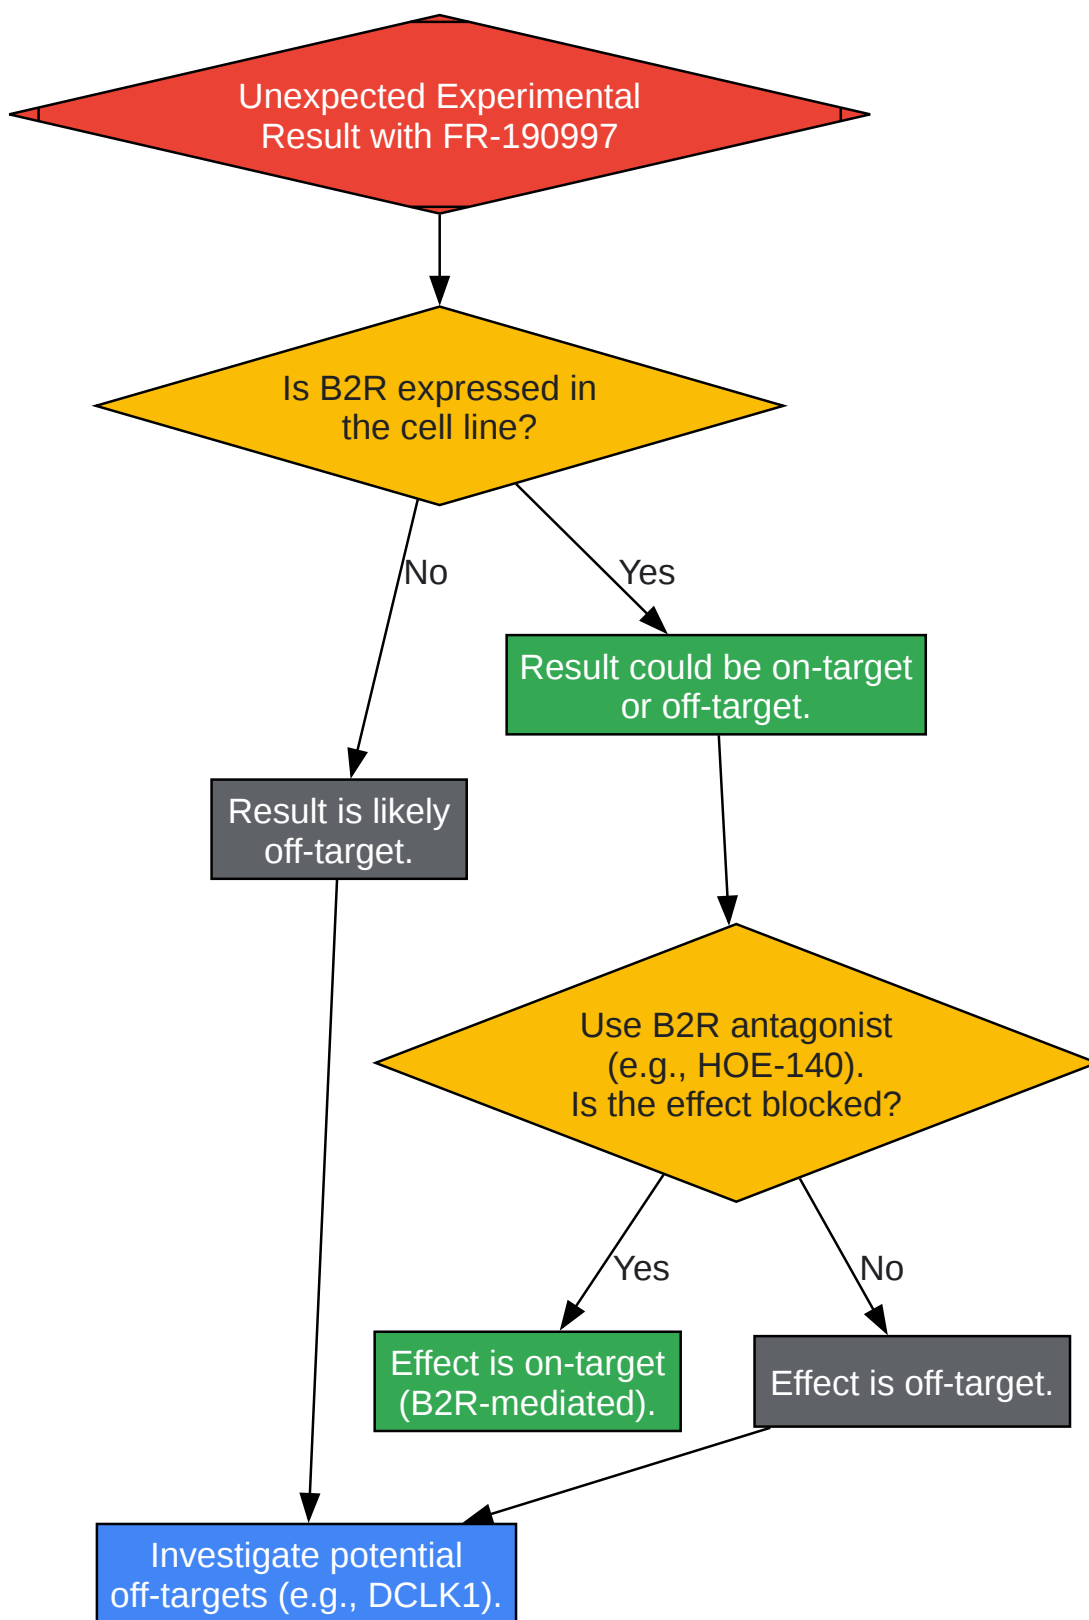 Unexpected Experimental
Result with FR-190997
Is B2R expressed in
the cell line?
No
Yes
Result could be on-target
or off-target.
Result is likely
off-target.
Use B2R antagonist
(e.g., HOE-140).
Is the effect blocked?
Yes
No
Effect is on-target
(B2R-mediated).
Effect is off-target.
Investigate potential
off-targets (e.g., DCLK1).